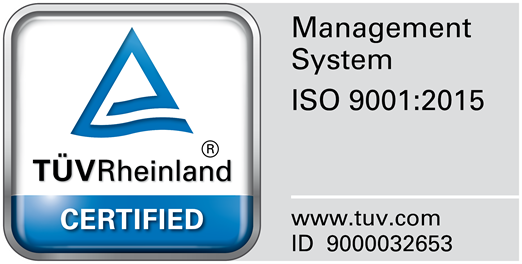 TÜVRheinland®
CERTIFIED
Management
System
ISO 9001:2015
www.tuv.com
ID 9000032653